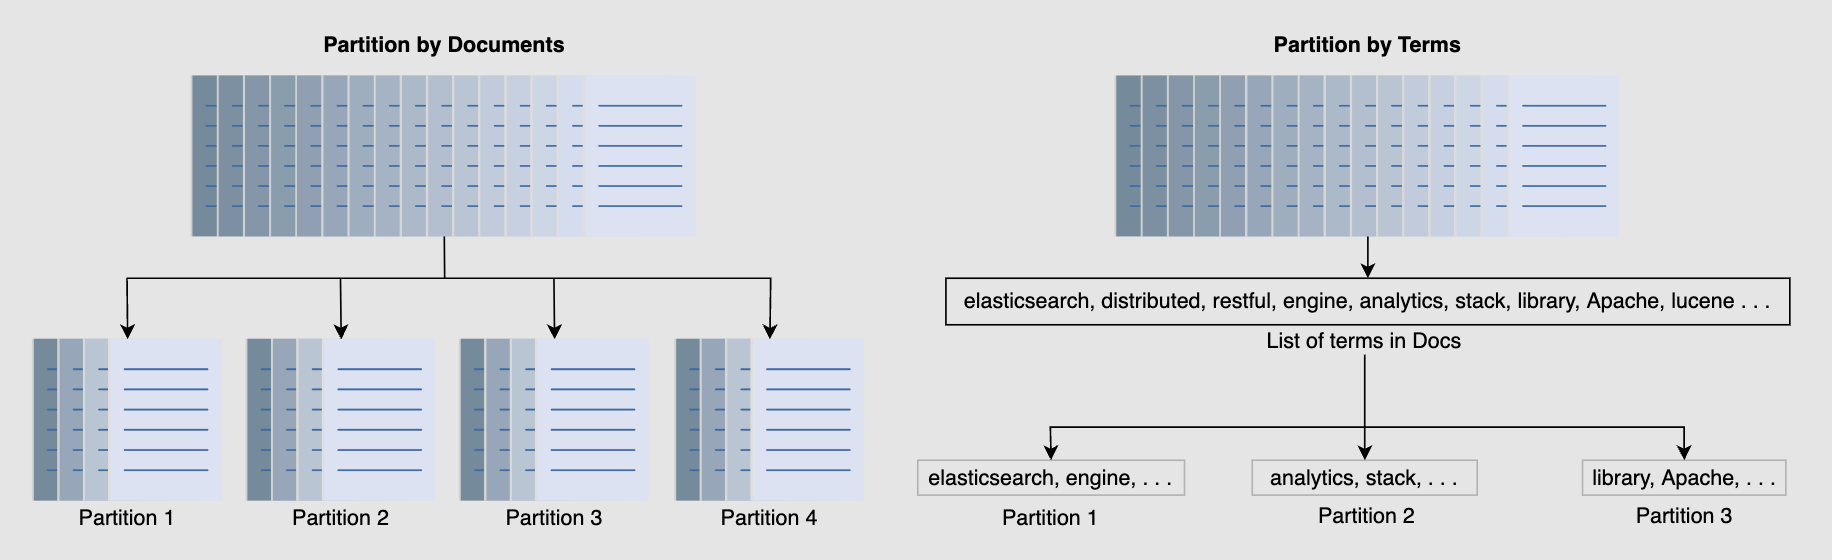 Partition by Documents
Partition 1
Partition 2
Partition 3
Partition 4
Partition by Terms
elasticsearch, distributed, restful, engine, analytics, stack, library, Apache, lucene . . .
List of terms in Docs
elasticsearch, engine, . . .
analytics, stack, . . .
library, Apache, . . .
Partition 1
Partition 2
Partition 3